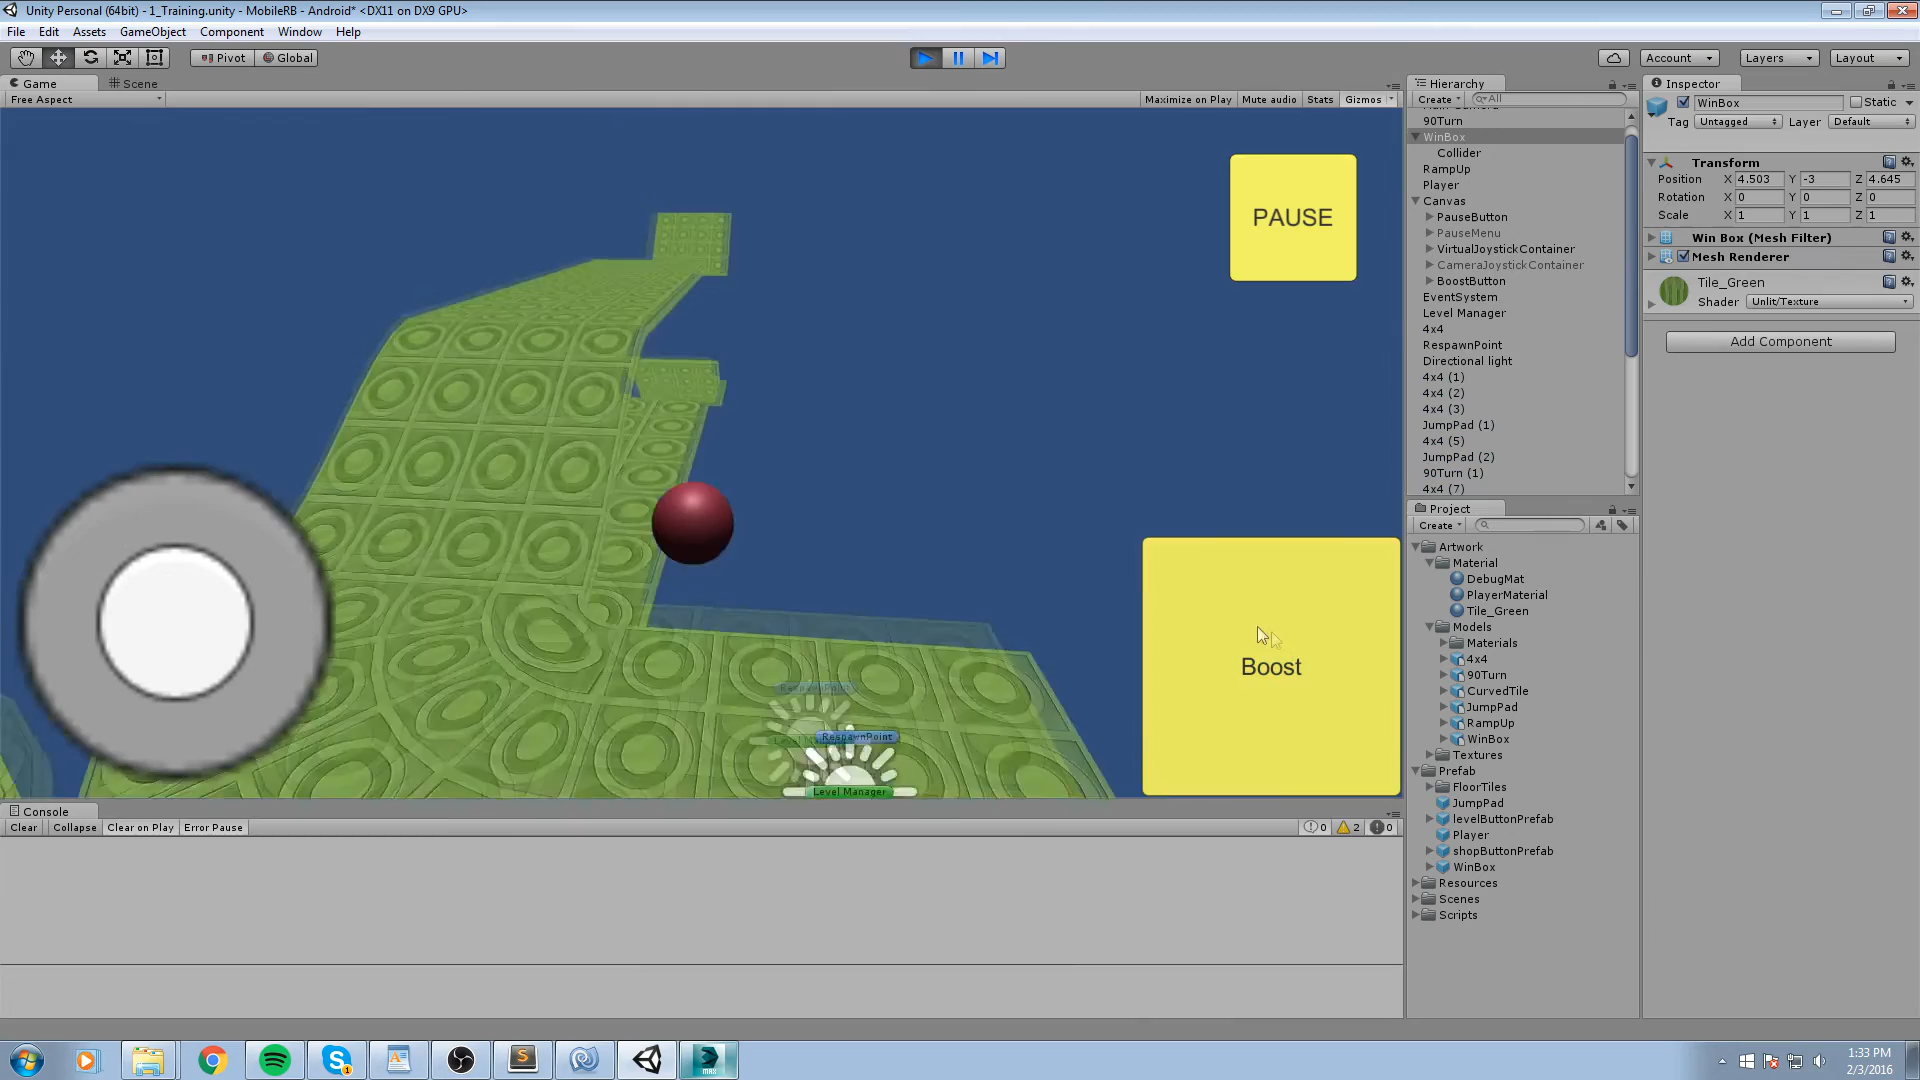 Unity Personal (64bit) - 1_Training.unity - MobileRB - Android* <DX11 on DX9 GPU>
File Edit Assets GameObject Component Window Help
Pivot Global
Account Layers Layout
Game Scene
Free Aspect
Maximize on Play Mute audio Stats Gizmos
PAUSE
Boost
RespawnPoint
RespawnPoint
Level Manager
Console
Clear Collapse Clear on Play Error Pause
0 2 0
Hierarchy
Create All
90Turn
WinBox
Collider
RampUp
Player
Canvas
PauseButton
PauseMenu
VirtualJoystickContainer
CameraJoystickContainer
BoostButton
EventSystem
Level Manager
4x4
RespawnPoint
Directional light
4x4 (1)
4x4 (2)
4x4 (3)
JumpPad (1)
4x4 (5)
JumpPad (2)
90Turn (1)
4x4 (7)
Project
Create
Artwork
Material
DebugMat
PlayerMaterial
Tile_Green
Models
Materials
4x4
90Turn
CurvedTile
JumpPad
RampUp
WinBox
Textures
Prefab
FloorTiles
JumpPad
levelButtonPrefab
Player
shopButtonPrefab
WinBox
Resources
Scenes
Scripts
Inspector
WinBox Static
Tag Untagged Layer Default
Transform
Position X 4.503 Y -3 Z 4.645
Rotation X 0 Y 0 Z 0
Scale X 1 Y 1 Z 1
Win Box (Mesh Filter)
Mesh Renderer
Tile_Green
Shader Unlit/Texture
Add Component
1:33 PM
2/3/2016